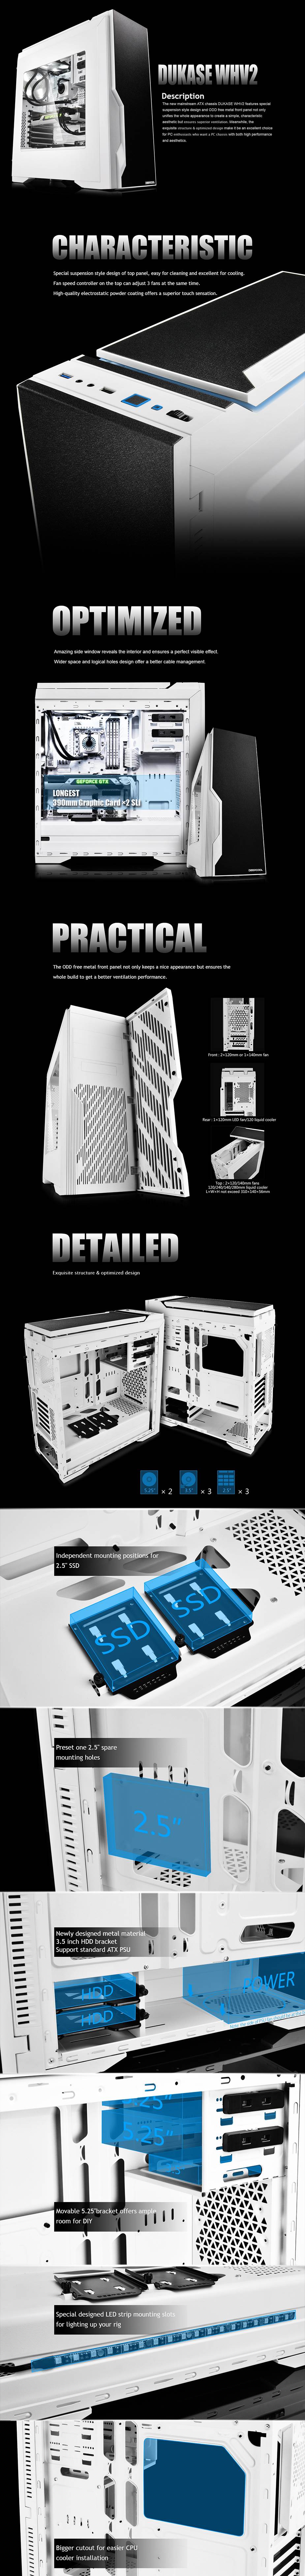 DUKASE WHV2
Description
The new mainstream ATX chassis DUKASE WHV2 features special
suspension style design and ODD free metal front panel not only
unifies the whole appearance to create a simple, characteristic
aesthetic but ensures superior ventilation. Meanwhile, the
exquisite structure & optimized design make it be an excellent choice
for PC enthusiasts who want a PC chassis with both high performance
and aesthetics.
CHARACTERISTIC
Special suspension style design of top panel, easy for cleaning and excellent for cooling.
Fan speed controller on the top can adjust 3 fans at the same time.
High-quality electrostatic powder coating offers a superior touch sensation.
OPTIMIZED
Amazing side window reveals the interior and ensures a perfect visible effect.
Wider space and logical holes design offer a better cable management.
GEFORCE GTX
LONGEST
390mm Graphic Card ×2 SLI
PRACTICAL
The ODD free metal front panel not only keeps a nice appearance but ensures the
whole build to get a better ventilation performance.
Front : 2×120mm or 1×140mm fan
Rear : 1×120mm LED fan/120 liquid cooler
Top : 2×120/140mm fans
120/240/140/280mm liquid cooler
L×W×H not exceed 310×140×56mm
DETAILED
Exquisite structure & optimized design
5.25" × 2
3.5" × 3
2.5" × 3
Independent mounting positions for
2.5" SSD
SSD
SSD
Preset one 2.5" spare
mounting holes
2.5"
Newly designed metal material
3.5 inch HDD bracket
Support standard ATX PSU
HDD
HDD
POWER
5.25"
Movable 5.25"bracket offers ample
room for DIY
Special designed LED strip mounting slots
for lighting up your rig
Bigger cutout for easier CPU
cooler installation